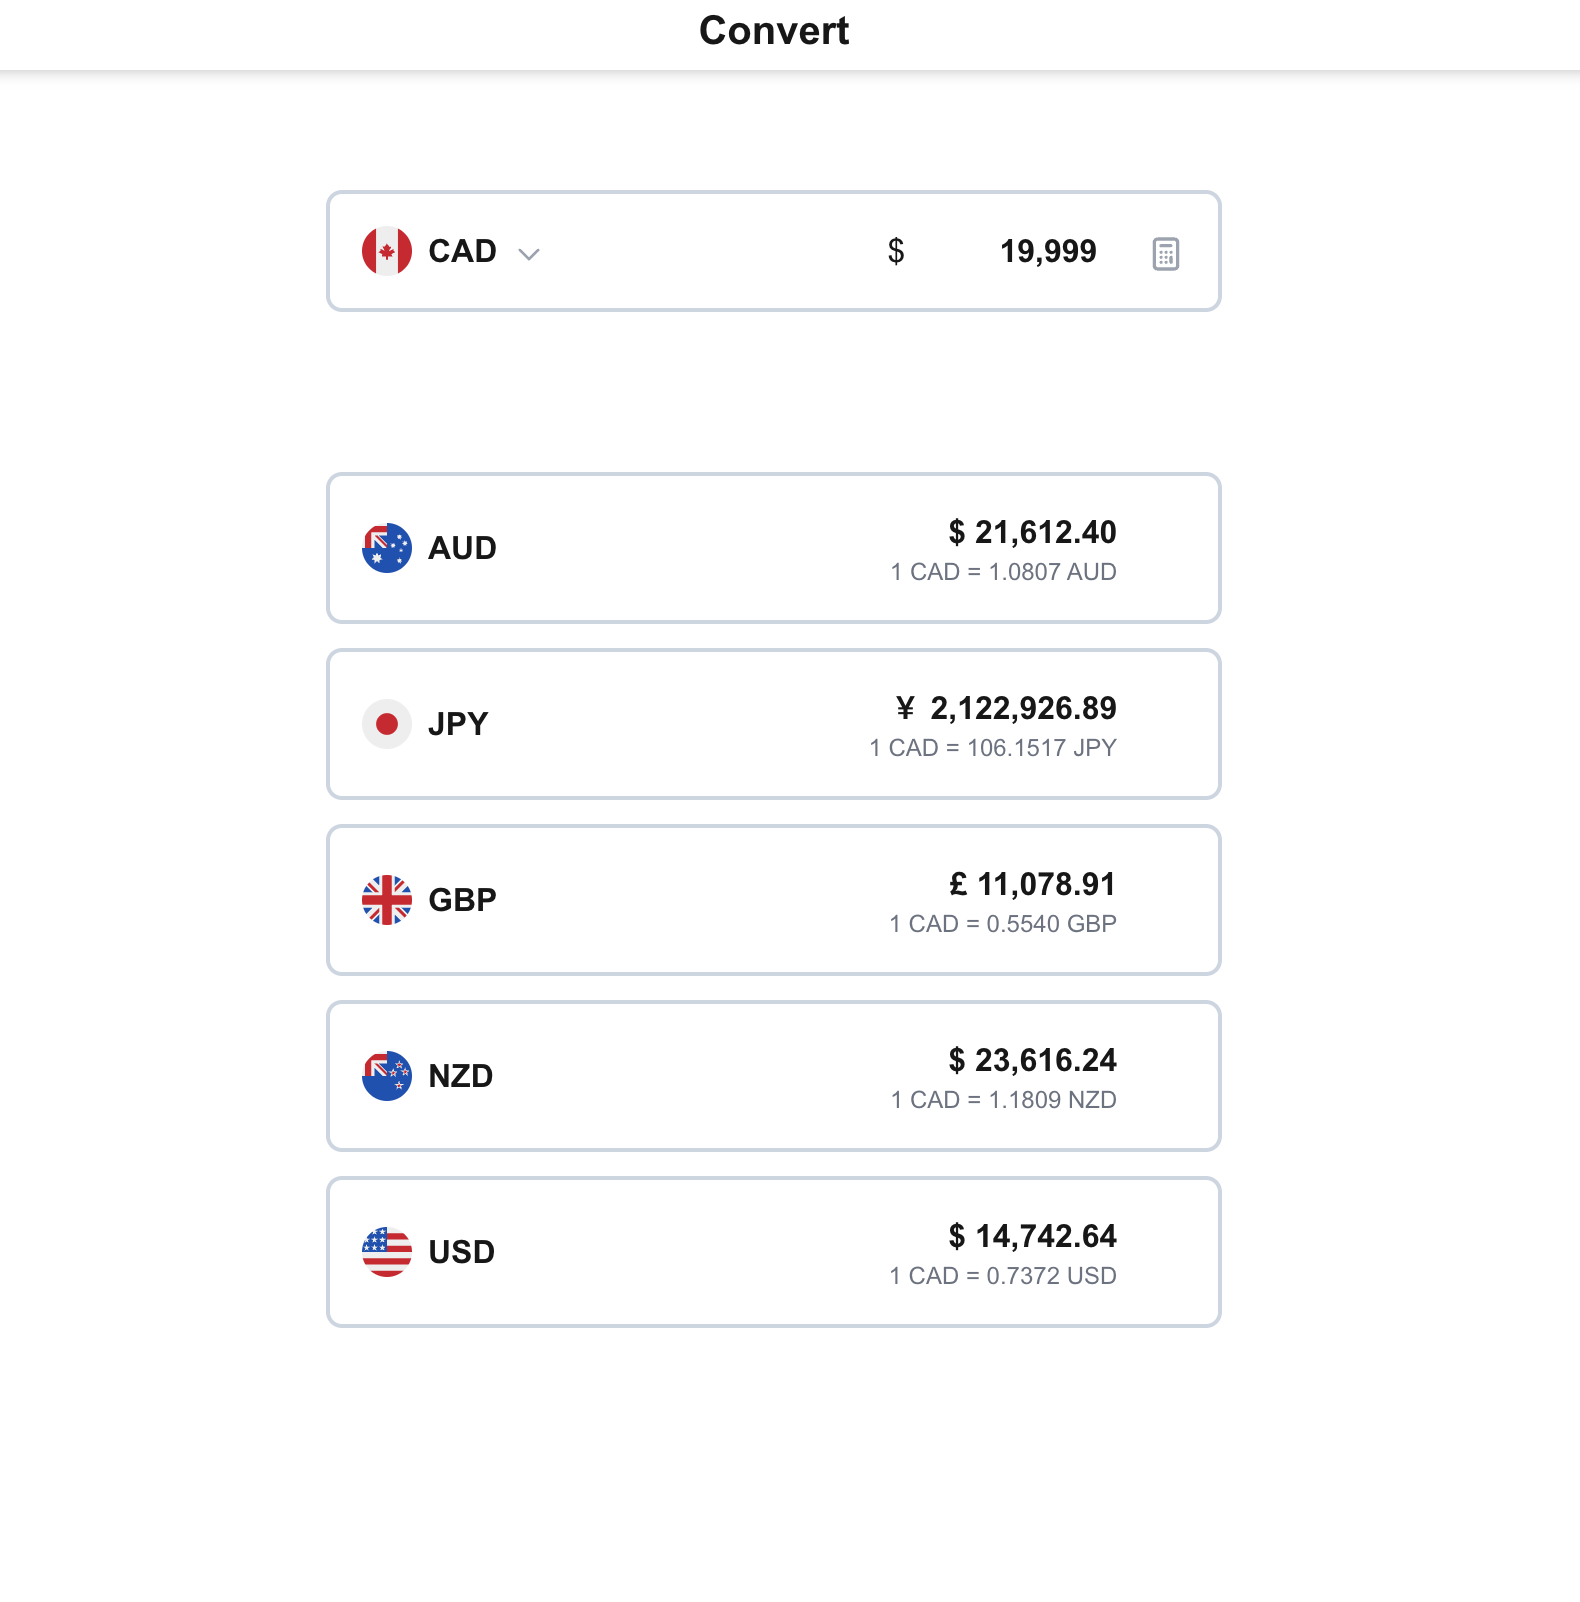 Convert
CAD $ 19,999
AUD
$ 21,612.40
1 CAD = 1.0807 AUD
JPY
¥ 2,122,926.89
1 CAD = 106.1517 JPY
GBP
£ 11,078.91
1 CAD = 0.5540 GBP
NZD
$ 23,616.24
1 CAD = 1.1809 NZD
USD
$ 14,742.64
1 CAD = 0.7372 USD